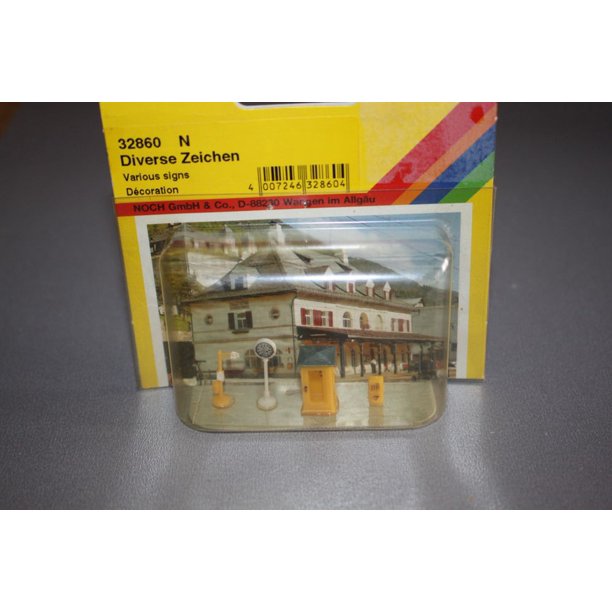 32860 N
Diverse Zeichen
Various signs
Décoration
4 007246 328604
NOCH GmbH & Co., D-88230 Wangen im Allgäu